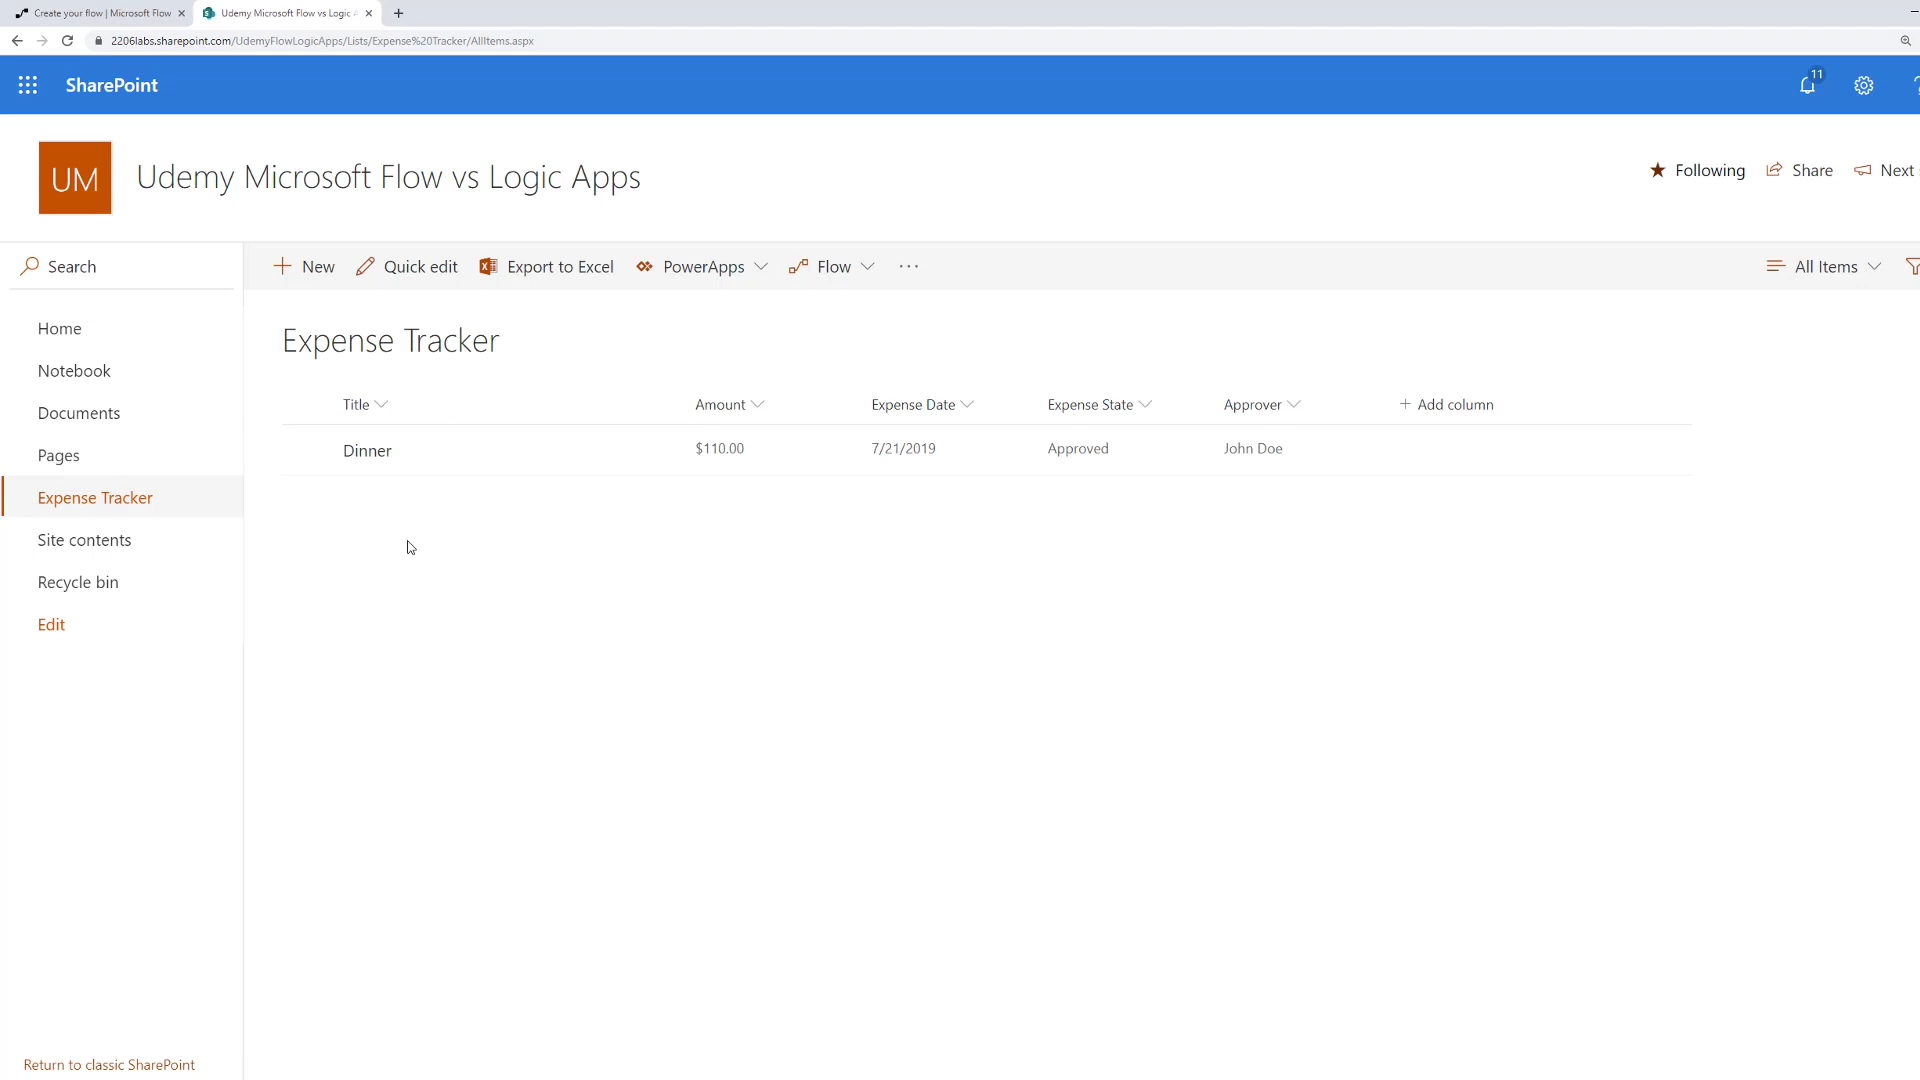 Create your flow | Microsoft Flow
Udemy Microsoft Flow vs Logic A
2206labs.sharepoint.com/UdemyFlowLogicApps/Lists/Expense%20Tracker/AllItems.aspx
SharePoint
11
UM
Udemy Microsoft Flow vs Logic Apps
Following Share Next
Search
New Quick edit Export to Excel PowerApps Flow ···
All Items
Home
Notebook
Documents
Pages
Expense Tracker
Site contents
Recycle bin
Edit
Expense Tracker
Title Amount Expense Date Expense State Approver + Add column
Dinner $110.00 7/21/2019 Approved John Doe
Return to classic SharePoint